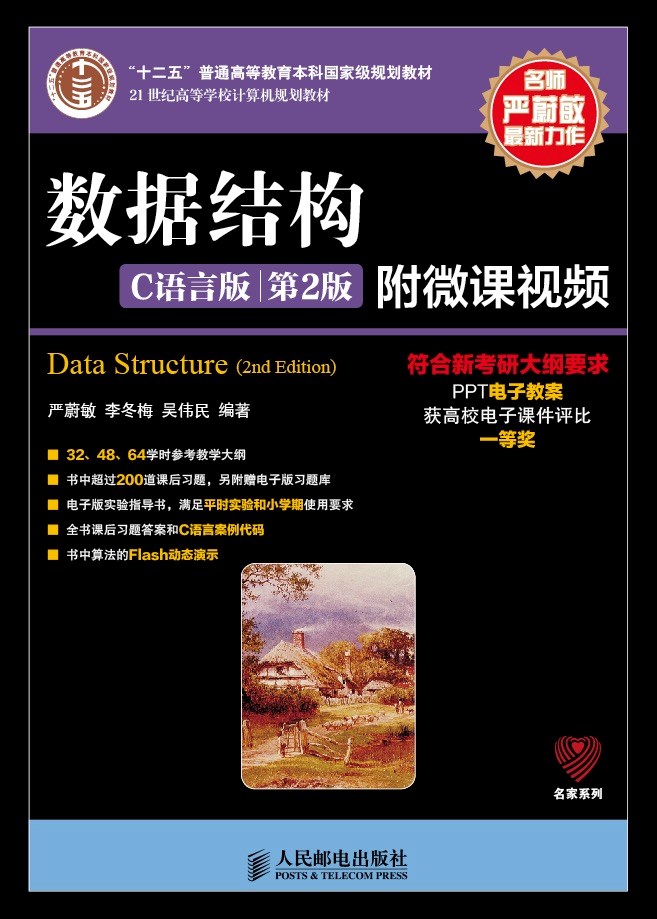 “十二五”普通高等教育本科国家级规划教材
21世纪高等学校计算机规划教材
名师
严蔚敏
最新力作
数据结构
C语言版|第2版
附微课视频
Data Structure (2nd Edition)
严蔚敏 李冬梅 吴伟民 编著
符合新考研大纲要求
PPT电子教案
获高校电子课件评比
一等奖
32、48、64学时参考教学大纲
书中超过200道课后习题，另附赠电子版习题库
电子版实验指导书，满足平时实验和小学期使用要求
全书课后习题答案和C语言案例代码
书中算法的Flash动态演示
名家系列
人民邮电出版社
POSTS & TELECOM PRESS